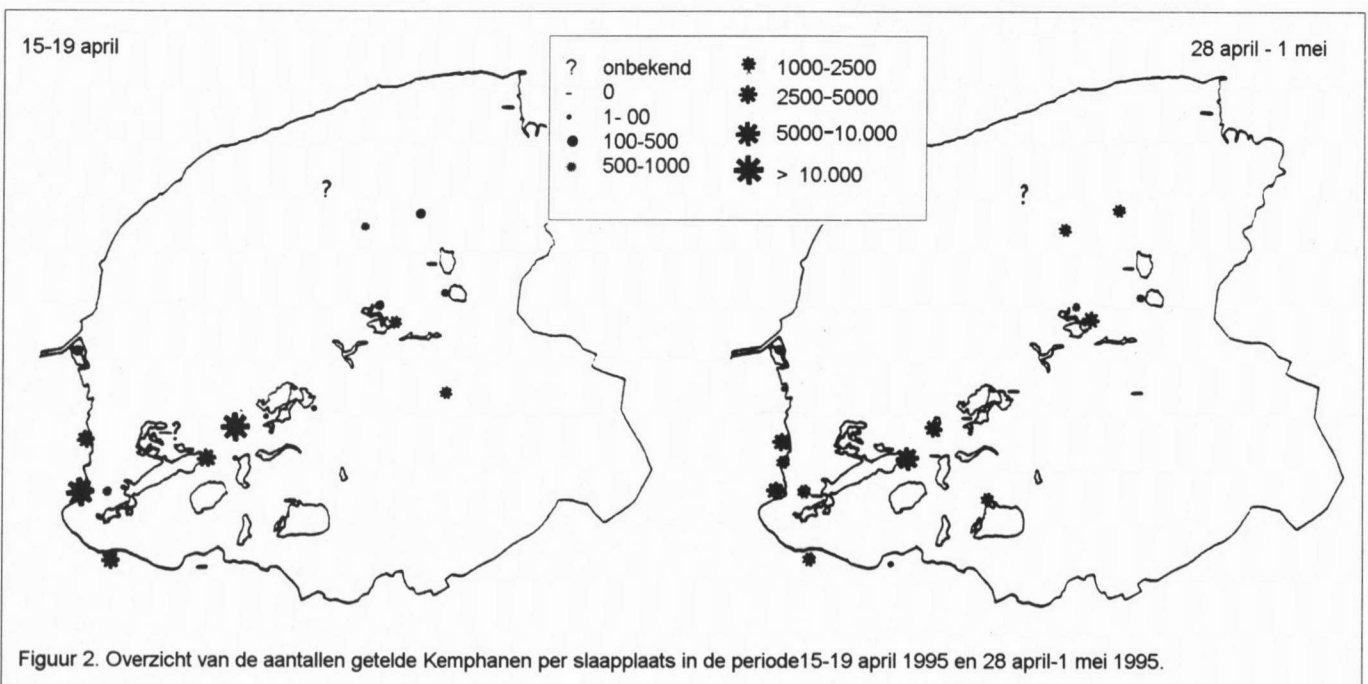 15-19 april
28 april - 1 mei
? onbekend
- 0
1- 00
100-500
500-1000
1000-2500
2500-5000
5000-10.000
> 10.000
?
?
?
Figuur 2. Overzicht van de aantallen getelde Kemphanen per slaapplaats in de periode15-19 april 1995 en 28 april-1 mei 1995.